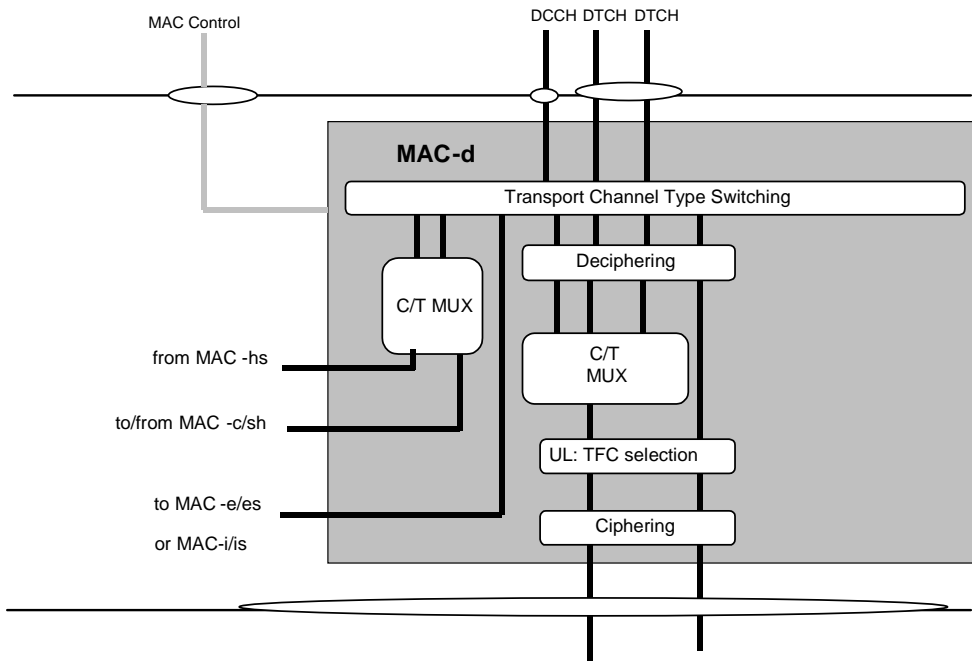 MAC Control
DCCH DTCH DTCH
MAC-d
Transport Channel Type Switching
Deciphering
C/T MUX
from MAC -hs
C/T
MUX
to/from MAC -c/sh
UL: TFC selection
to MAC -e/es
or MAC-i/is
Ciphering